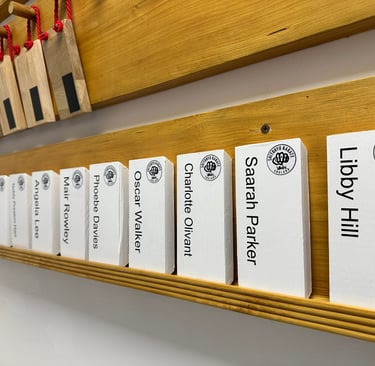 Angela Lee
Mair Rowley
Phoebe Davies
Oscar Walker
Charlotte Olivant
Saarah Parker
Libby Hill